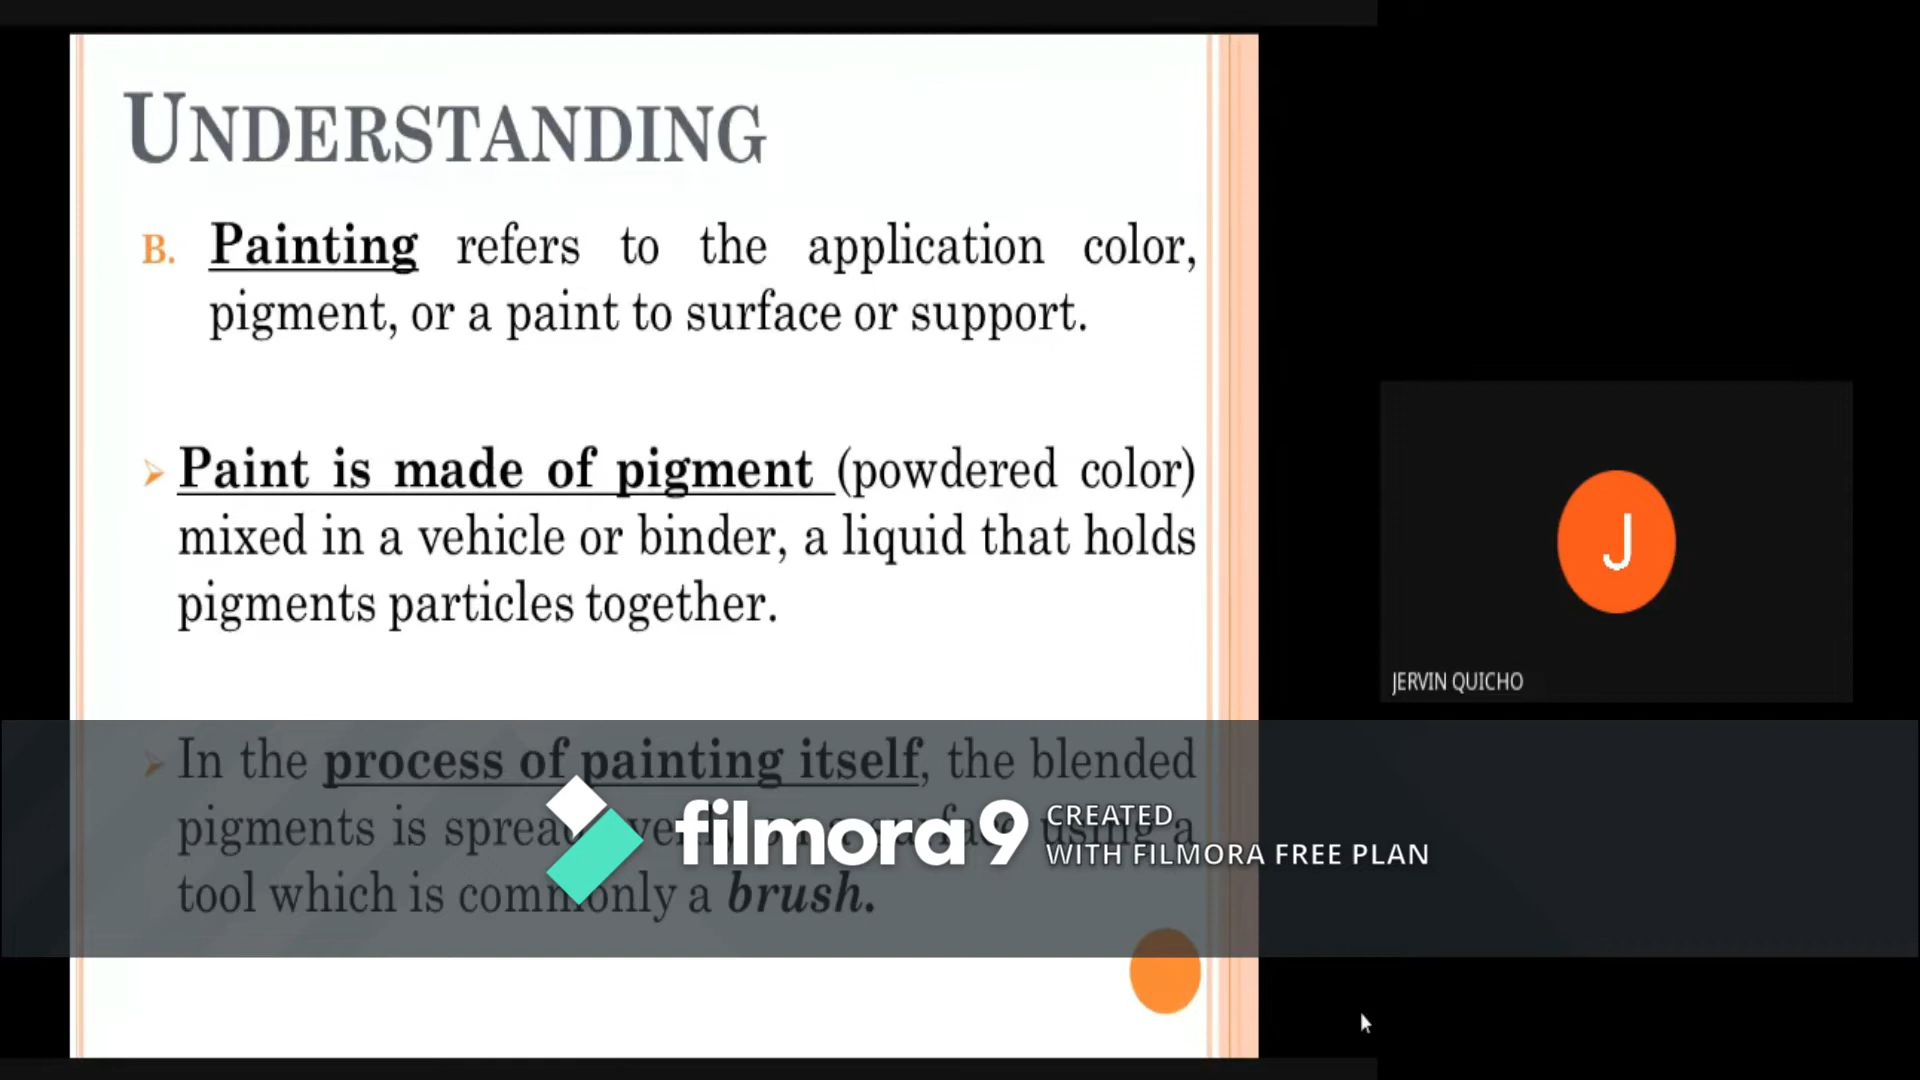 UNDERSTANDING
B. Painting refers to the application color,
pigment, or a paint to surface or support.
➢ Paint is made of pigment (powdered color)
mixed in a vehicle or binder, a liquid that holds
pigments particles together.
➢ In the process of painting itself, the blended
pigments is spread using a
tool which is commonly a brush.
filmora9 CREATED
WITH FILMORA FREE PLAN
J
JERVIN QUICHO